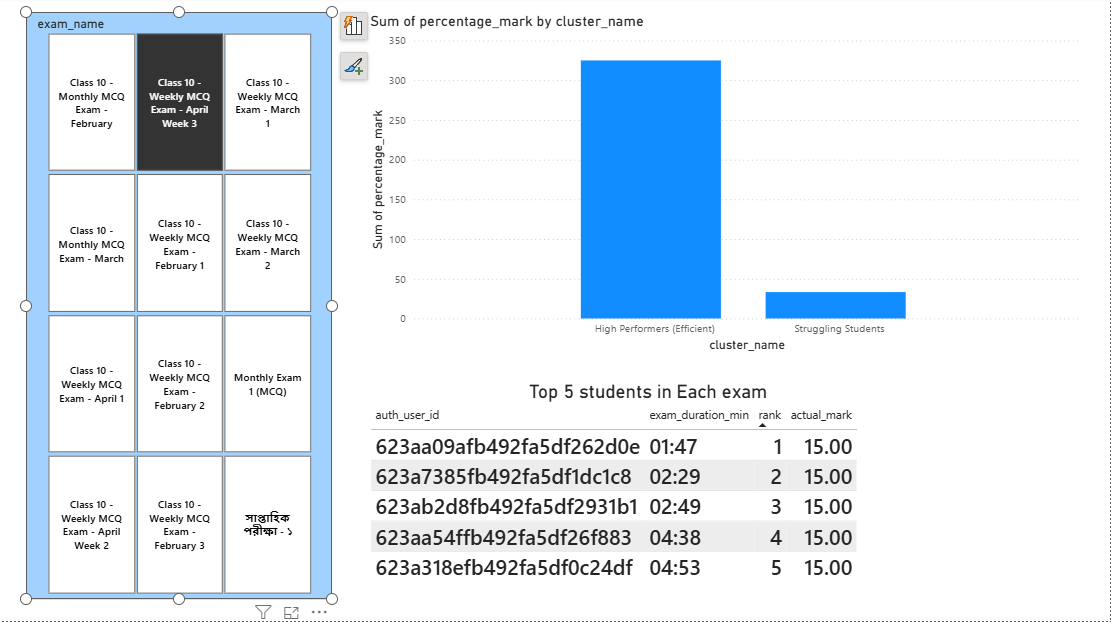 exam_name
Class 10 -
Monthly MCQ
Exam -
February
Class 10 -
Weekly MCQ
Exam - April
Week 3
Class 10 -
Weekly MCQ
Exam - March
1
Class 10 -
Monthly MCQ
Exam - March
Class 10 -
Weekly MCQ
Exam -
February 1
Class 10 -
Weekly MCQ
Exam - March
2
Class 10 -
Weekly MCQ
Exam - April 1
Class 10 -
Weekly MCQ
Exam -
February 2
Monthly Exam
1 (MCQ)
Class 10 -
Weekly MCQ
Exam - April
Week 2
Class 10 -
Weekly MCQ
Exam -
February 3
সাপ্তাহিক
পরীক্ষা - ১
Sum of percentage_mark by cluster_name
Sum of percentage_mark
350
300
250
200
150
100
50
0
High Performers (Efficient) Struggling Students
cluster_name
Top 5 students in Each exam
auth_user_id exam_duration_min rank actual_mark
623aa09afb492fa5df262d0e 01:47 1 15.00
623a7385fb492fa5df1dc1c8 02:29 2 15.00
623ab2d8fb492fa5df2931b1 02:49 3 15.00
623aa54ffb492fa5df26f883 04:38 4 15.00
623a318efb492fa5df0c24df 04:53 5 15.00